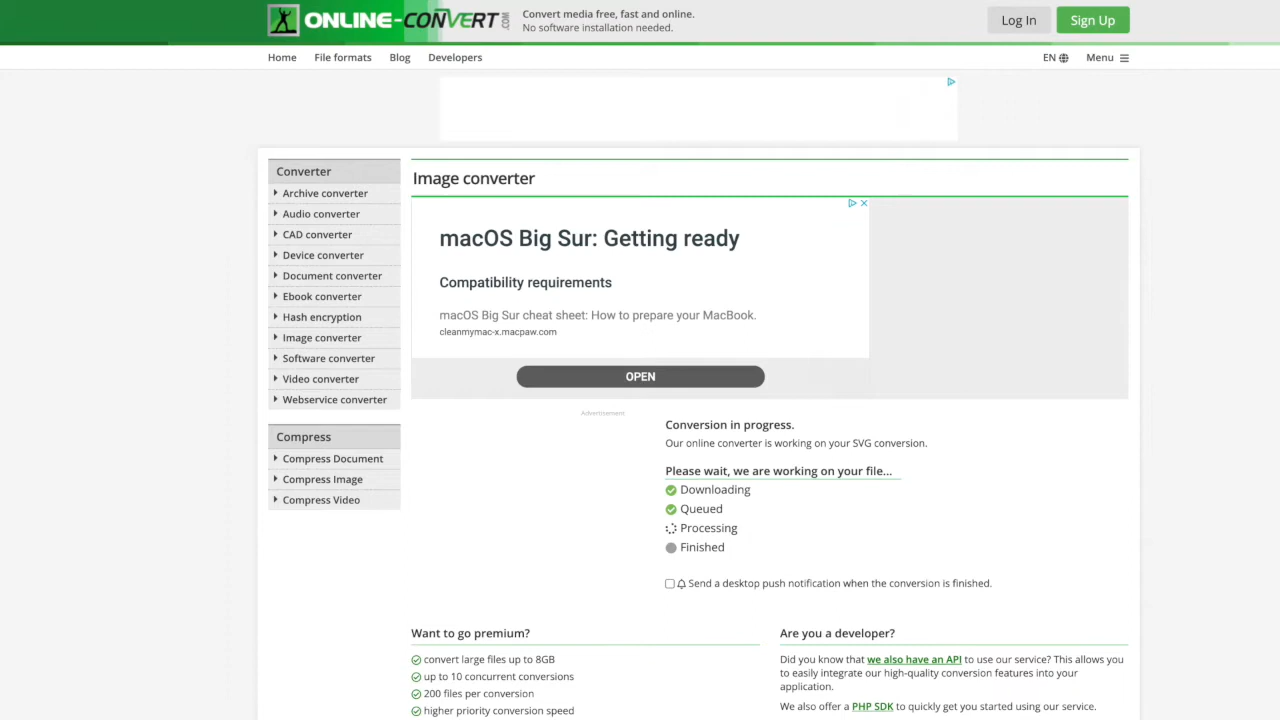 ONLINE-CONVERT.COM
Convert media free, fast and online.
No software installation needed.
Log In
Sign Up
Home
File formats
Blog
Developers
EN
Menu
Converter
Archive converter
Audio converter
CAD converter
Device converter
Document converter
Ebook converter
Hash encryption
Image converter
Software converter
Video converter
Webservice converter
Compress
Compress Document
Compress Image
Compress Video
Image converter
macOS Big Sur: Getting ready
Compatibility requirements
macOS Big Sur cheat sheet: How to prepare your MacBook.
cleanmymac-x.macpaw.com
OPEN
Advertisement
Conversion in progress.
Our online converter is working on your SVG conversion.
Please wait, we are working on your file...
Downloading
Queued
Processing
Finished
Send a desktop push notification when the conversion is finished.
Want to go premium?
convert large files up to 8GB
up to 10 concurrent conversions
200 files per conversion
higher priority conversion speed
Are you a developer?
Did you know that we also have an API to use our service? This allows you
to easily integrate our high-quality conversion features into your
application.
We also offer a PHP SDK to quickly get you started using our service.